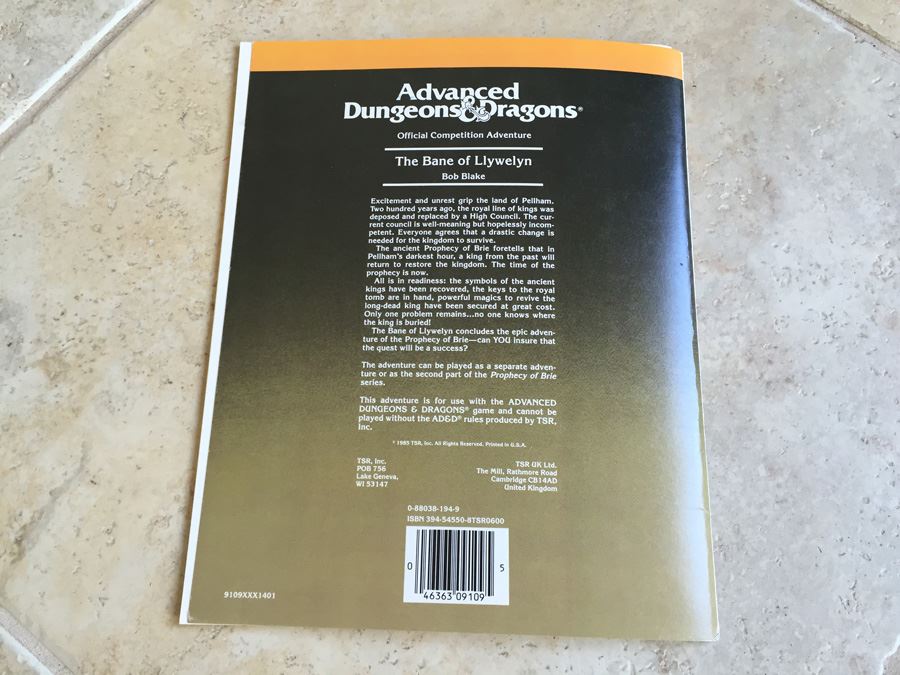 Advanced
Dungeons & Dragons®
Official Competition Adventure
The Bane of Llywelyn
Bob Blake
Excitement and unrest grip the land of Pellham.
Two hundred years ago, the royal line of kings was
deposed and replaced by a High Council. The cur-
rent council is well-meaning but hopelessly incom-
petent. Everyone agrees that a drastic change is
needed for the kingdom to survive.
The ancient Prophecy of Brie foretells that in
Pellham's darkest hour, a king from the past will
return to restore the kingdom. The time of the
prophecy is now.
All is in readiness: the symbols of the ancient
kings have been recovered, the keys to the royal
tomb are in hand, powerful magics to revive the
long-dead king have been secured at great cost.
Only one problem remains...no one knows where
the king is buried!
The Bane of Llywelyn concludes the epic adven-
ture of the Prophecy of Brie—can YOU insure that
the quest will be a success?
The adventure can be played as a separate adven-
ture or as the second part of the Prophecy of Brie
series.
This adventure is for use with the ADVANCED
DUNGEONS & DRAGONS® game and cannot be
played without the AD&D® rules produced by TSR,
Inc.
© 1985 TSR, Inc. All Rights Reserved. Printed in U.S.A.
TSR, Inc.
POB 756
Lake Geneva,
WI 53147
TSR UK Ltd.
The Mill, Rathmore Road
Cambridge CB14AD
United Kingdom
0-88038-194-9
ISBN 394-54550-8TSR0600
0 46363 09109 5
9109XXX1401